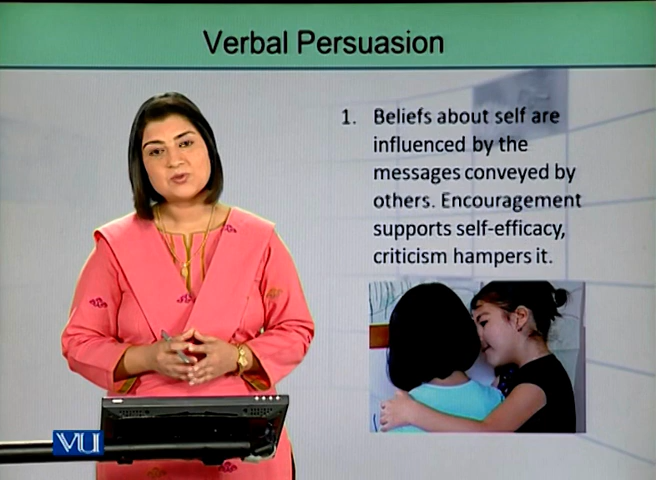 Verbal Persuasion
1. Beliefs about self are
influenced by the
messages conveyed by
others. Encouragement
supports self-efficacy,
criticism hampers it.
VU